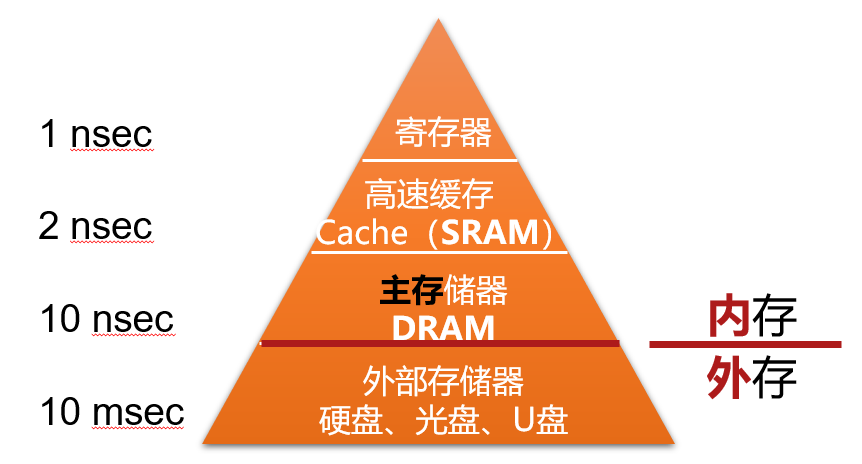 1 nsec
寄存器
2 nsec
高速缓存
Cache（SRAM）
10 nsec
主存储器
DRAM
内存
外存
10 msec
外部存储器
硬盘、光盘、U盘